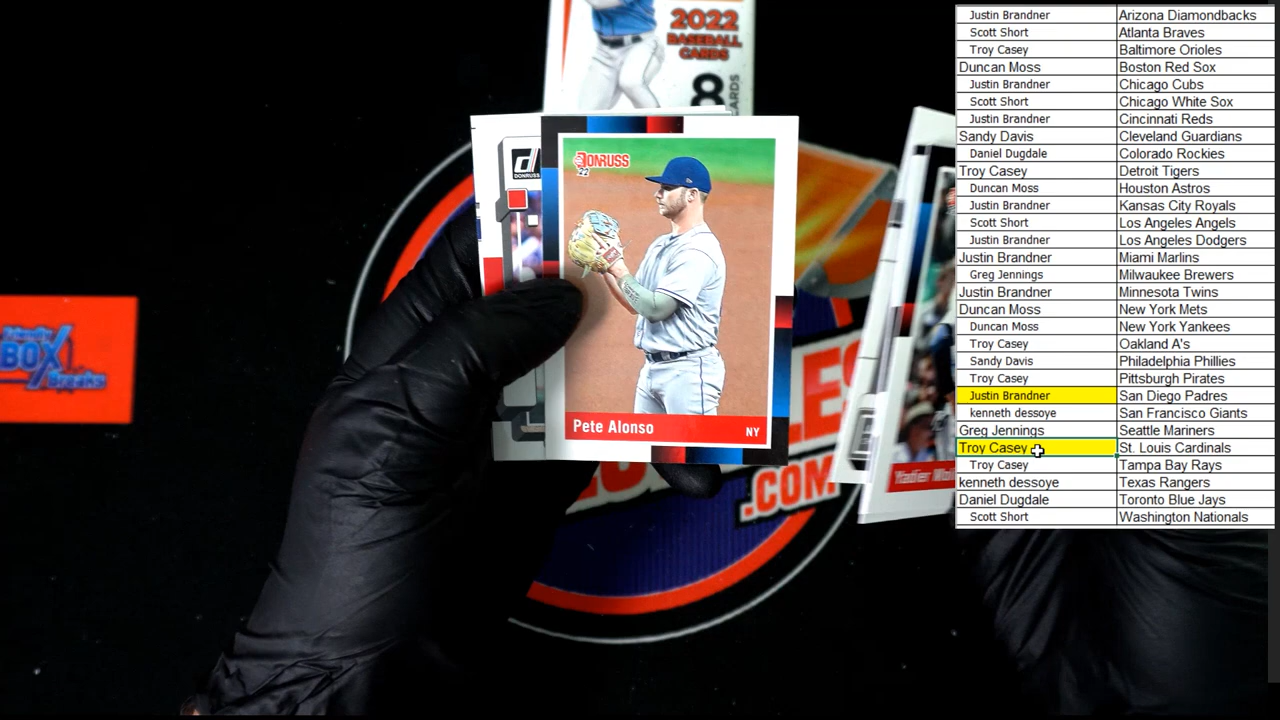 2022
BASEBALL
CARDS
8
CARDS
DONRUSS
DONRUSS
22
Pete Alonso
NY
Friendly
BOX
Breaks
.COM
Yadier
Justin Brandner Arizona Diamondbacks
Scott Short Atlanta Braves
Troy Casey Baltimore Orioles
Duncan Moss Boston Red Sox
Justin Brandner Chicago Cubs
Scott Short Chicago White Sox
Justin Brandner Cincinnati Reds
Sandy Davis Cleveland Guardians
Daniel Dugdale Colorado Rockies
Troy Casey Detroit Tigers
Duncan Moss Houston Astros
Justin Brandner Kansas City Royals
Scott Short Los Angeles Angels
Justin Brandner Los Angeles Dodgers
Justin Brandner Miami Marlins
Greg Jennings Milwaukee Brewers
Justin Brandner Minnesota Twins
Duncan Moss New York Mets
Duncan Moss New York Yankees
Troy Casey Oakland A's
Sandy Davis Philadelphia Phillies
Troy Casey Pittsburgh Pirates
Justin Brandner San Diego Padres
kenneth dessoye San Francisco Giants
Greg Jennings Seattle Mariners
Troy Casey St. Louis Cardinals
Troy Casey Tampa Bay Rays
kenneth dessoye Texas Rangers
Daniel Dugdale Toronto Blue Jays
Scott Short Washington Nationals